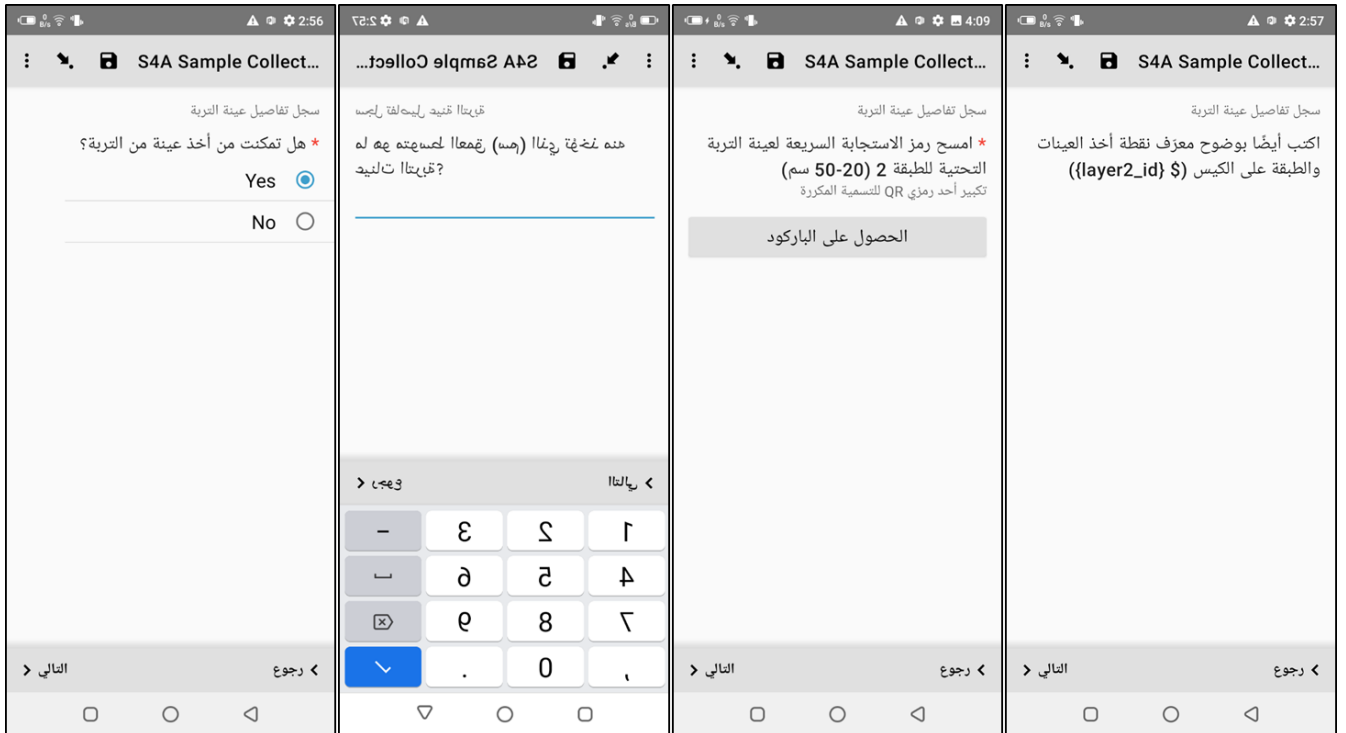 2:56
0 B/s
S4A Sample Collect...
سجل تفاصيل عينة التربة
* هل تمكنت من أخذ عينة من التربة؟
Yes
No
رجوع
التالي
2:57
0 B/s
S4A Sample Collect...
سجل تفاصيل عينة التربة
ما هو متوسط العمق (سم) الذي تؤخذ منه
عينات التربة؟
رجوع
التالي
1 2 3 -
4 5 6
7 8 9
, 0 .
4:09
0 B/s
S4A Sample Collect...
سجل تفاصيل عينة التربة
* امسح رمز الاستجابة السريعة لعينة التربة
التحتية للطبقة 2 (20-50 سم)
تكبير أحد رمزي QR للتسمية المكررة
الحصول على الباركود
رجوع
التالي
2:57
0 B/s
S4A Sample Collect...
سجل تفاصيل عينة التربة
اكتب أيضًا بوضوح معرّف نقطة أخذ العينات
والطبقة على الكيس ($ {layer2_id})
رجوع
التالي